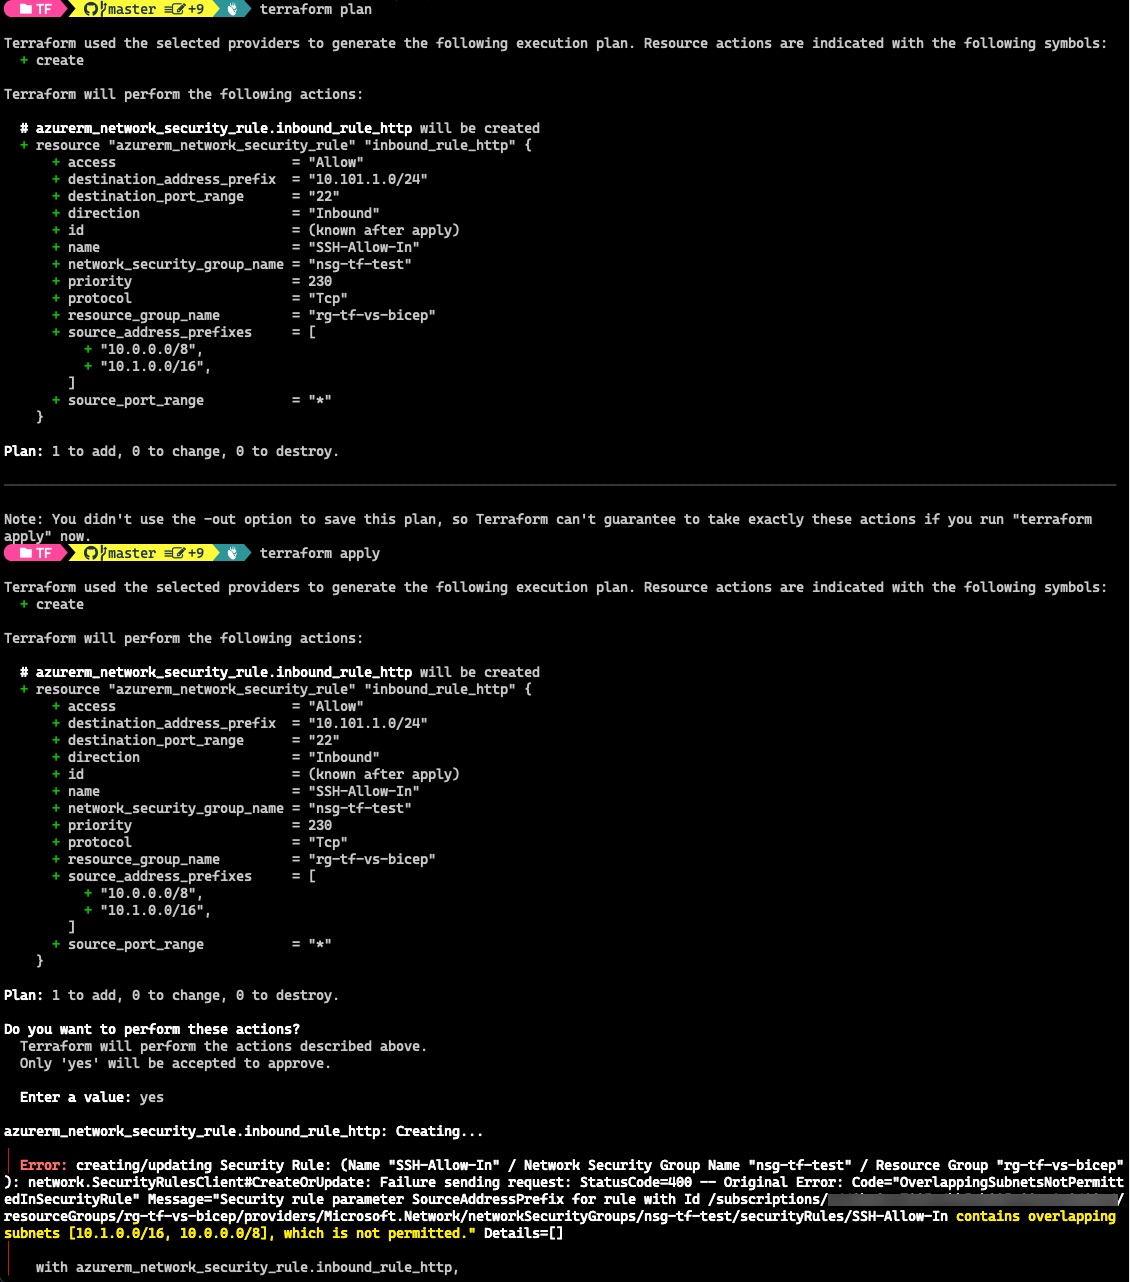 TF master +9 terraform plan
Terraform used the selected providers to generate the following execution plan. Resource actions are indicated with the following symbols:
+ create
Terraform will perform the following actions:
# azurerm_network_security_rule.inbound_rule_http will be created
+ resource "azurerm_network_security_rule" "inbound_rule_http" {
+ access = "Allow"
+ destination_address_prefix = "10.101.1.0/24"
+ destination_port_range = "22"
+ direction = "Inbound"
+ id = (known after apply)
+ name = "SSH-Allow-In"
+ network_security_group_name = "nsg-tf-test"
+ priority = 230
+ protocol = "Tcp"
+ resource_group_name = "rg-tf-vs-bicep"
+ source_address_prefixes = [
+ "10.0.0.0/8",
+ "10.1.0.0/16",
]
+ source_port_range = "*"
}
Plan: 1 to add, 0 to change, 0 to destroy.
Note: You didn't use the -out option to save this plan, so Terraform can't guarantee to take exactly these actions if you run "terraform
apply" now.
TF master +9 terraform apply
Terraform used the selected providers to generate the following execution plan. Resource actions are indicated with the following symbols:
+ create
Terraform will perform the following actions:
# azurerm_network_security_rule.inbound_rule_http will be created
+ resource "azurerm_network_security_rule" "inbound_rule_http" {
+ access = "Allow"
+ destination_address_prefix = "10.101.1.0/24"
+ destination_port_range = "22"
+ direction = "Inbound"
+ id = (known after apply)
+ name = "SSH-Allow-In"
+ network_security_group_name = "nsg-tf-test"
+ priority = 230
+ protocol = "Tcp"
+ resource_group_name = "rg-tf-vs-bicep"
+ source_address_prefixes = [
+ "10.0.0.0/8",
+ "10.1.0.0/16",
]
+ source_port_range = "*"
}
Plan: 1 to add, 0 to change, 0 to destroy.
Do you want to perform these actions?
Terraform will perform the actions described above.
Only 'yes' will be accepted to approve.
Enter a value: yes
azurerm_network_security_rule.inbound_rule_http: Creating...
Error: creating/updating Security Rule: (Name "SSH-Allow-In" / Network Security Group Name "nsg-tf-test" / Resource Group "rg-tf-vs-bicep"
): network.SecurityRulesClient#CreateOrUpdate: Failure sending request: StatusCode=400 -- Original Error: Code="OverlappingSubnetsNotPermitt
edInSecurityRule" Message="Security rule parameter SourceAddressPrefix for rule with Id /subscriptions/ /
resourceGroups/rg-tf-vs-bicep/providers/Microsoft.Network/networkSecurityGroups/nsg-tf-test/securityRules/SSH-Allow-In contains overlapping
subnets [10.1.0.0/16, 10.0.0.0/8], which is not permitted." Details=[]
with azurerm_network_security_rule.inbound_rule_http,